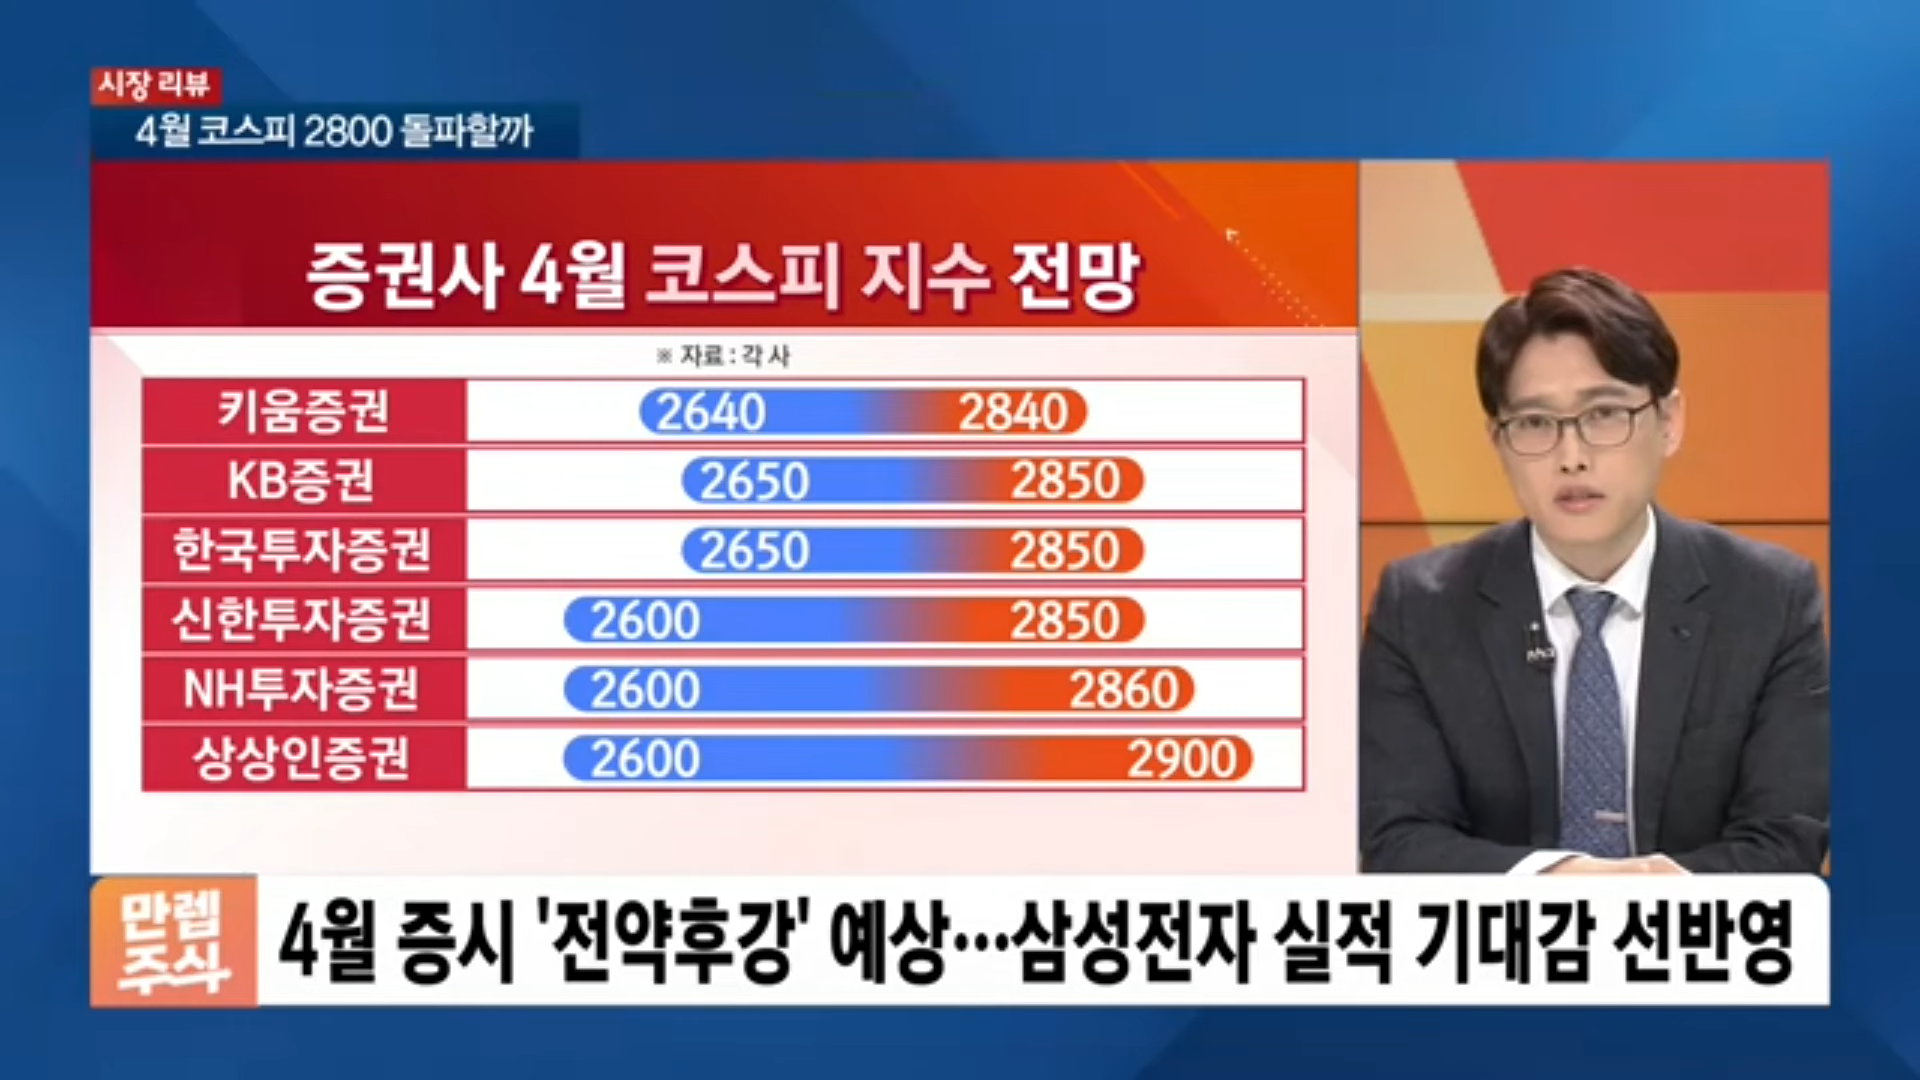 시장 리뷰
4월 코스피 2800 돌파할까
증권사 4월 코스피 지수 전망
※ 자료 : 각 사
키움증권 2640 2840
KB증권 2650 2850
한국투자증권 2650 2850
신한투자증권 2600 2850
NH투자증권 2600 2860
상상인증권 2600 2900
만렙
주식
4월 증시 '전약후강' 예상···삼성전자 실적 기대감 선반영